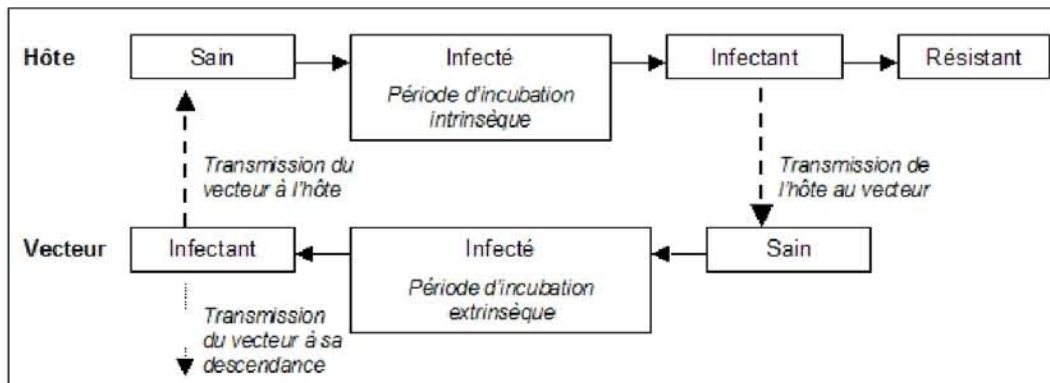 Hôte
Sain
Infecté
Période d'incubation
intrinsèque
Infectant
Résistant
Transmission du
vecteur à l'hôte
Transmission de
l'hôte au vecteur
Vecteur
Infectant
Infecté
Période d'incubation
extrinsèque
Sain
Transmission
du vecteur à sa
descendance